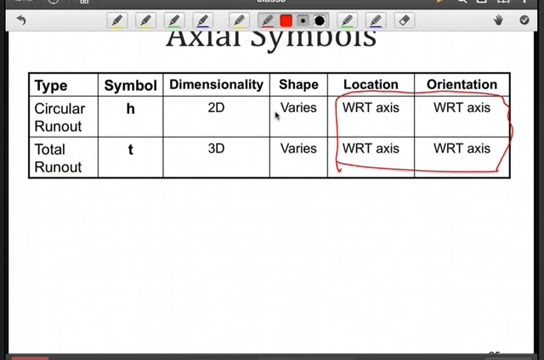 Axial Symbols
Type Symbol Dimensionality Shape Location Orientation
Circular Runout h 2D Varies WRT axis WRT axis
Total Runout t 3D Varies WRT axis WRT axis